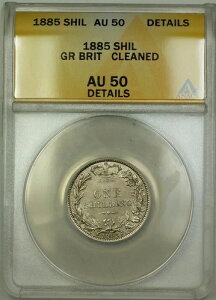 1885 SHIL AU 50 DETAILS
1885 SHIL
GR BRIT CLEANED
AU 50
DETAILS
ONE
SHILLING